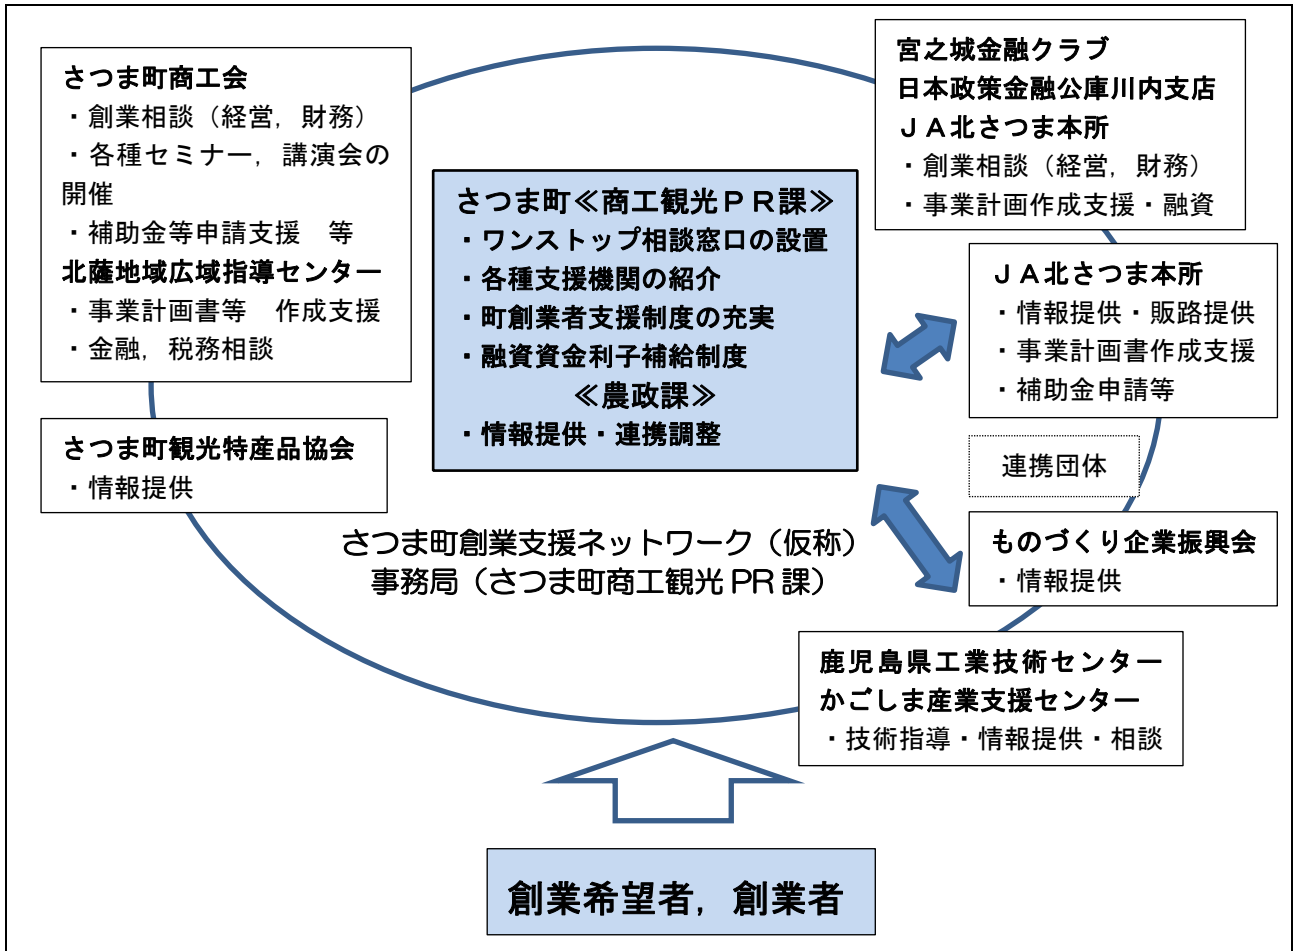 さつま町商工会
・創業相談（経営，財務）
・各種セミナー，講演会の
開催
・補助金等申請支援　等
北薩地域広域指導センター
・事業計画書等　作成支援
・金融，税務相談
さつま町観光特産品協会
・情報提供
さつま町≪商工観光ＰＲ課≫
・ワンストップ相談窓口の設置
・各種支援機関の紹介
・町創業者支援制度の充実
・融資資金利子補給制度
≪農政課≫
・情報提供・連携調整
さつま町創業支援ネットワーク（仮称）
事務局（さつま町商工観光 PR 課）
宮之城金融クラブ
日本政策金融公庫川内支店
ＪＡ北さつま本所
・創業相談（経営，財務）
・事業計画作成支援・融資
ＪＡ北さつま本所
・情報提供・販路提供
・事業計画書作成支援
・補助金申請等
連携団体
ものづくり企業振興会
・情報提供
鹿児島県工業技術センター
かごしま産業支援センター
・技術指導・情報提供・相談
創業希望者，創業者